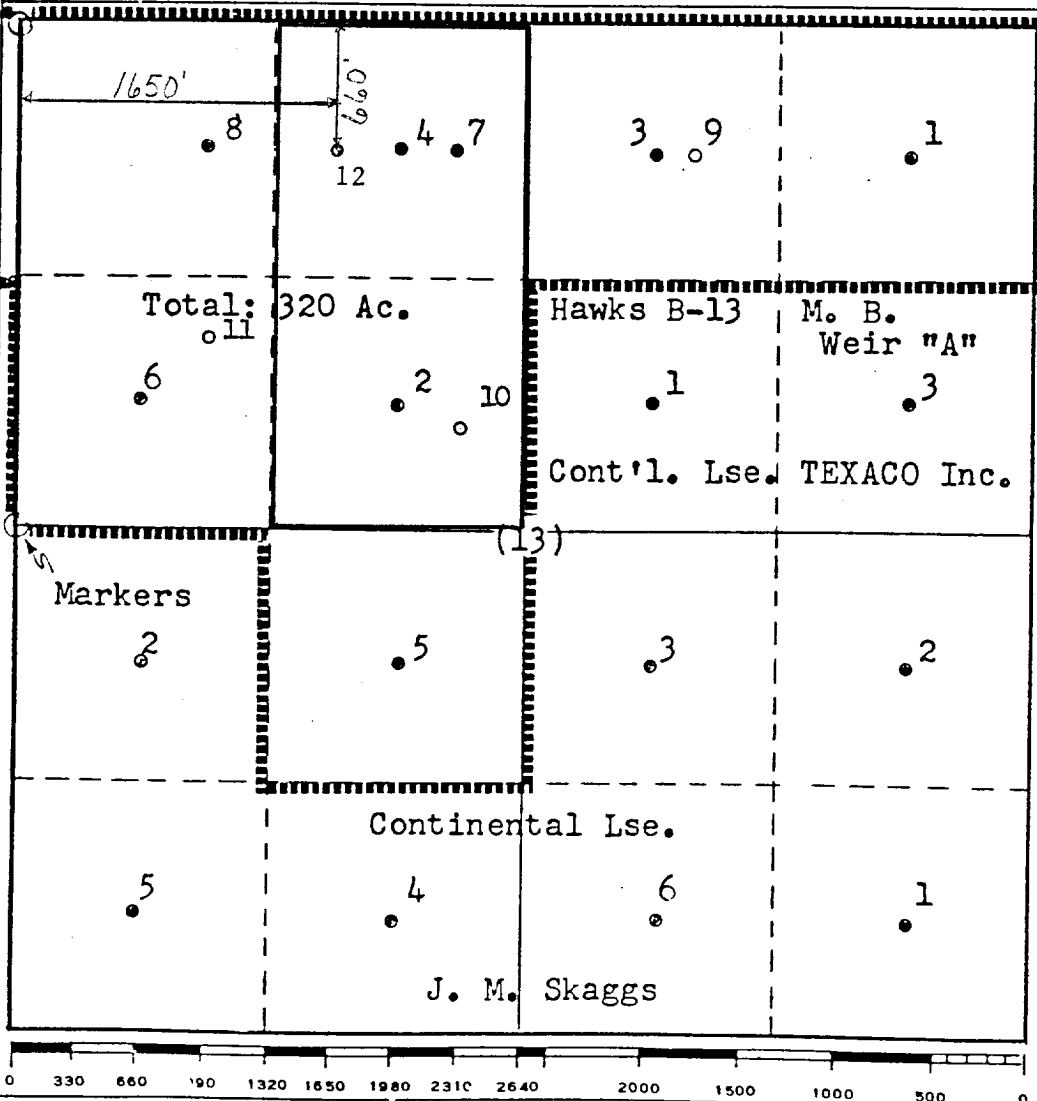 1650'
660'
8
4
7
3
9
1
12
Total: 320 Ac.
Hawks B-13
M. B.
Weir "A"
11
6
2
10
1
3
Cont'l. Lse.
TEXACO Inc.
(13)
Markers
2
5
3
2
Continental Lse.
5
4
6
1
J. M. Skaggs
0 330 660 '90 1320 1650 1980 2310 2640 2000 1500 1000 500 0